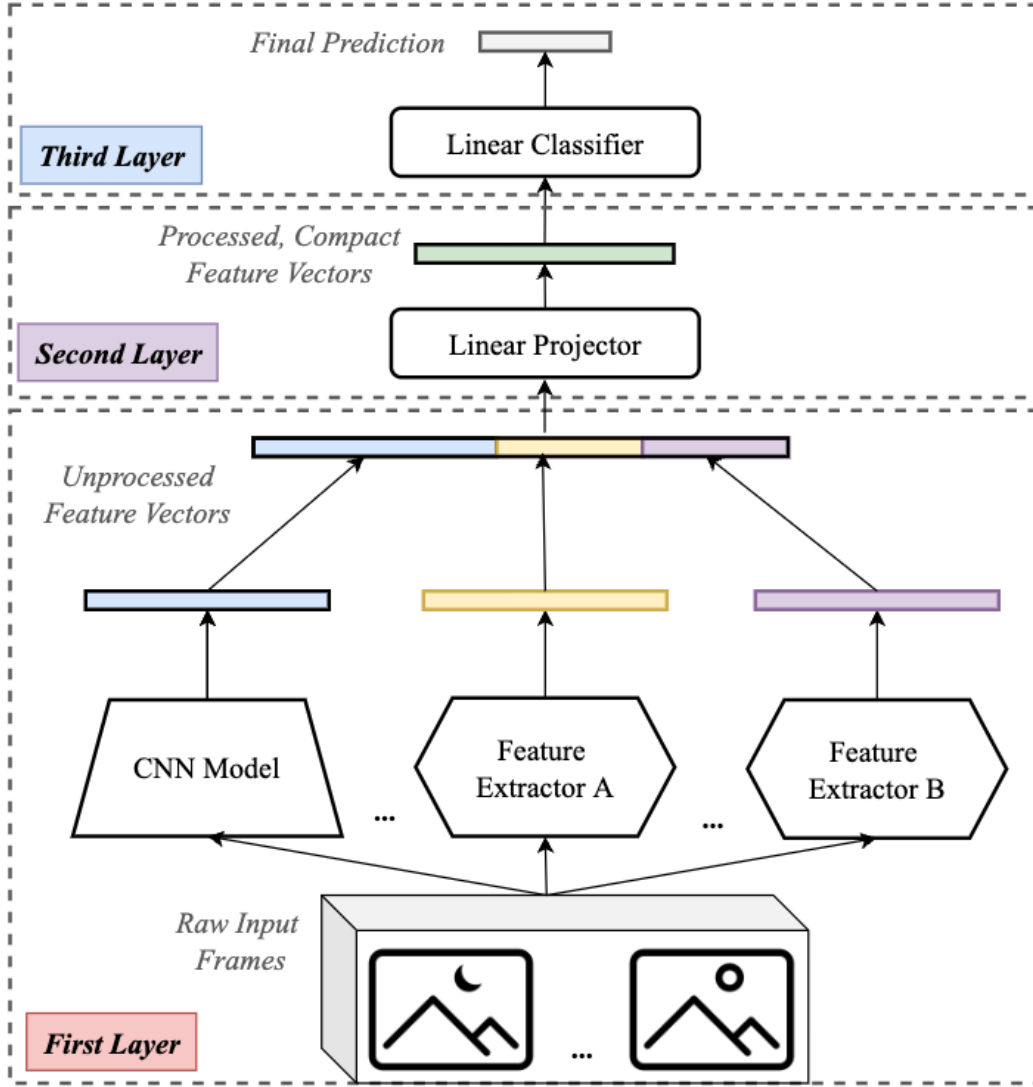 Final Prediction
Linear Classifier
Third Layer
Processed, Compact
Feature Vectors
Linear Projector
Second Layer
Unprocessed
Feature Vectors
CNN Model
...
Feature
Extractor A
...
Feature
Extractor B
Raw Input
Frames
...
First Layer